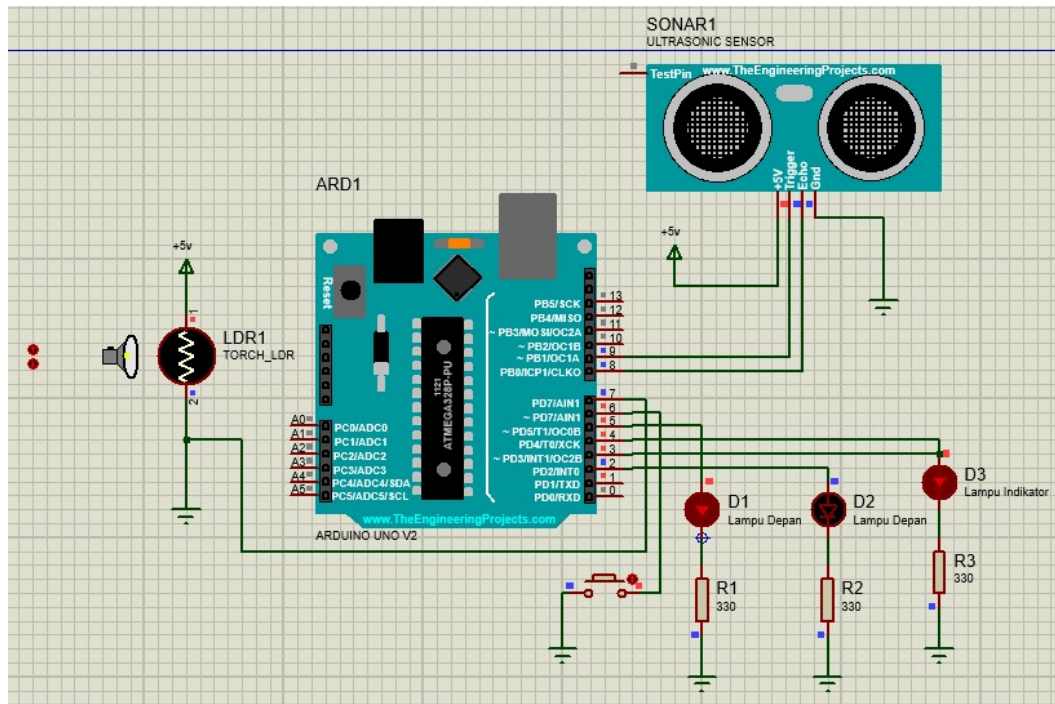 SONAR1
ULTRASONIC SENSOR
TestPin
www.TheEngineeringProjects.com
+5V
Trigger
Echo
Gnd
ARD1
+5v
+5v
Reset
1
LDR1
TORCH_LDR
2
PB5/SCK 13
PB4/MISO 12
~ PB3/MOSI/OC2A 11
~ PB2/OC1B 10
~ PB1/OC1A 9
PB0/ICP1/CLKO 8
1121
ATMEGA328P-PU
PD7/AIN1 7
~ PD7/AIN1 6
~ PD5/T1/OC0B 5
PD4/T0/XCK 4
~ PD3/INT1/OC2B 3
PD2/INT0 2
PD1/TXD 1
PD0/RXD 0
A0 PC0/ADC0
A1 PC1/ADC1
A2 PC2/ADC2
A3 PC3/ADC3
A4 PC4/ADC4/SDA
A5 PC5/ADC5/SCL
www.TheEngineeringProjects.com
ARDUINO UNO V2
D1
Lampu Depan
D2
Lampu Depan
D3
Lampu Indikator
R1
330
R2
330
R3
330